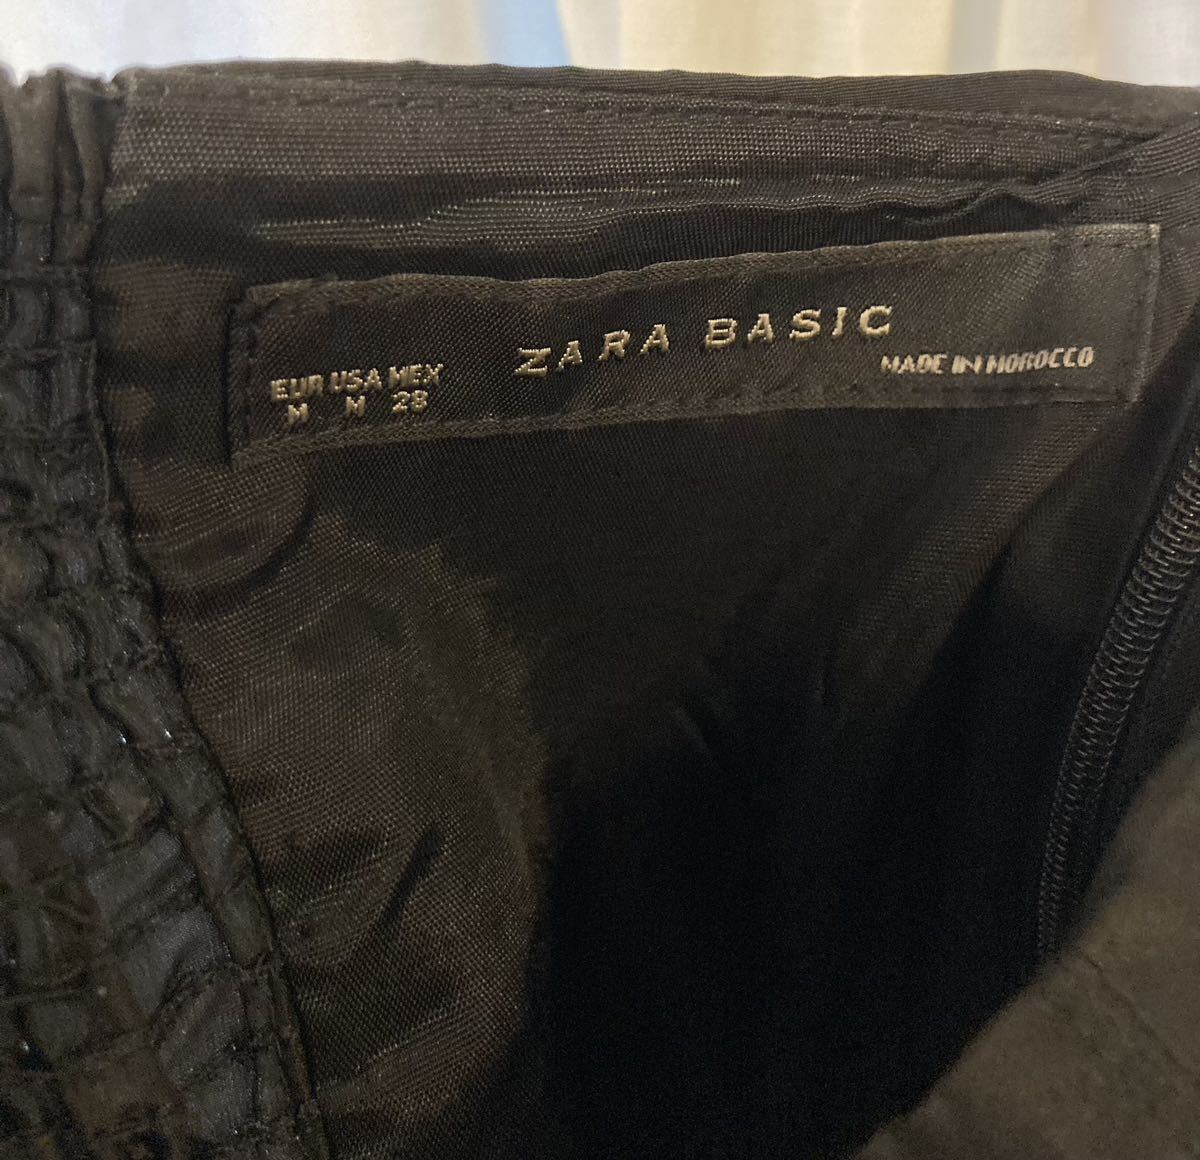 ZARA BASIC
EUR USA MEX
M M 28
MADE IN MOROCCO